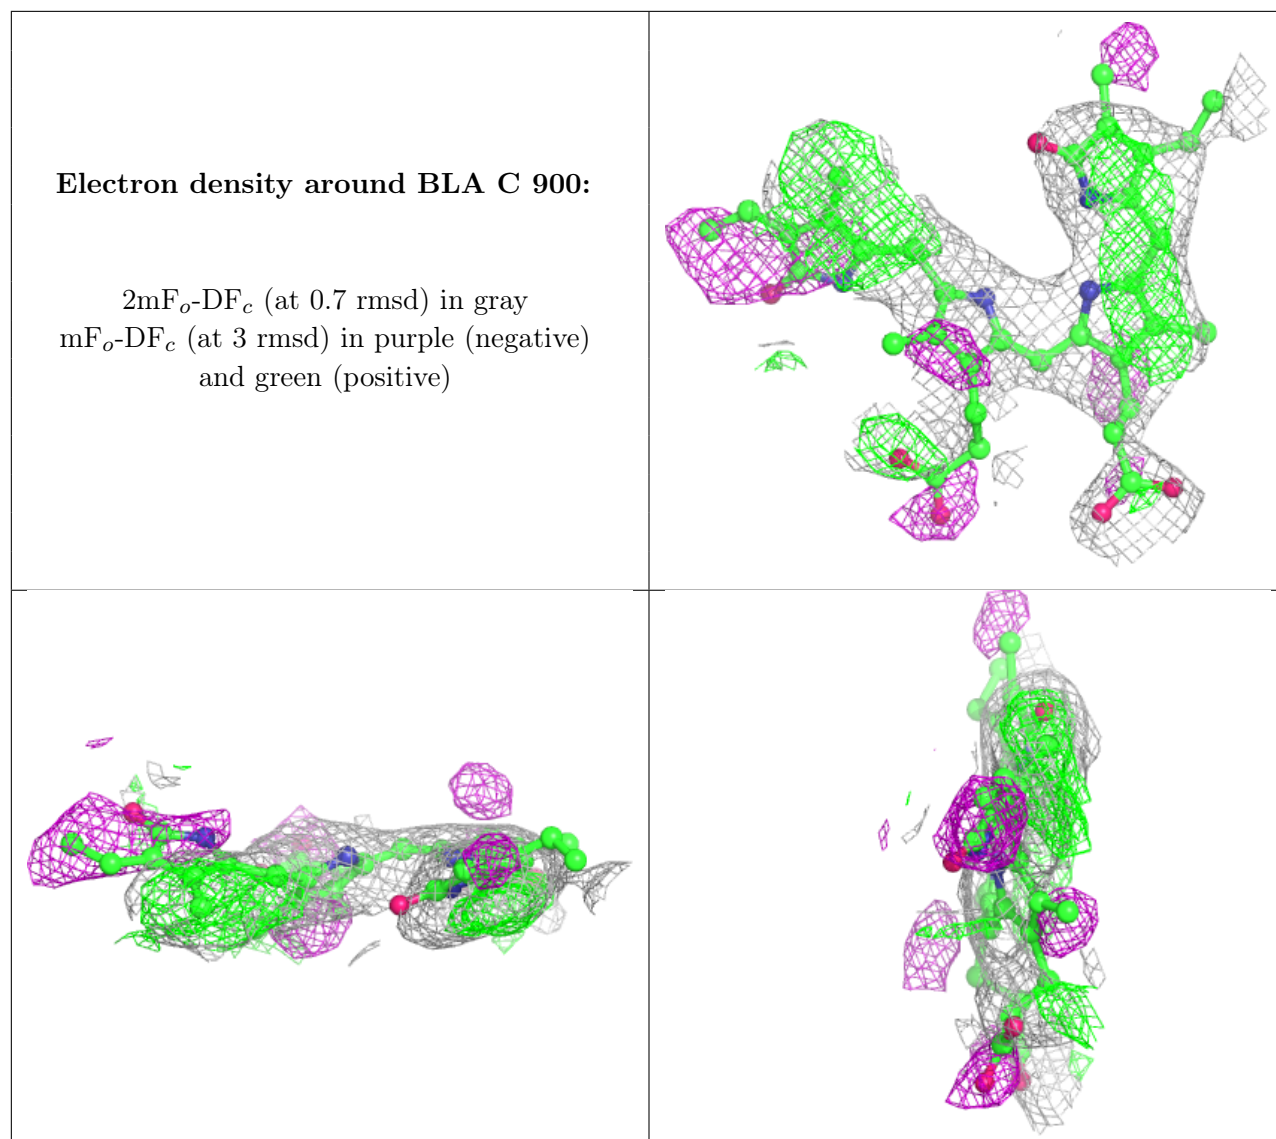 Electron density around BLA C 900:
2mFo-DFc (at 0.7 rmsd) in gray
mFo-DFc (at 3 rmsd) in purple (negative)
and green (positive)